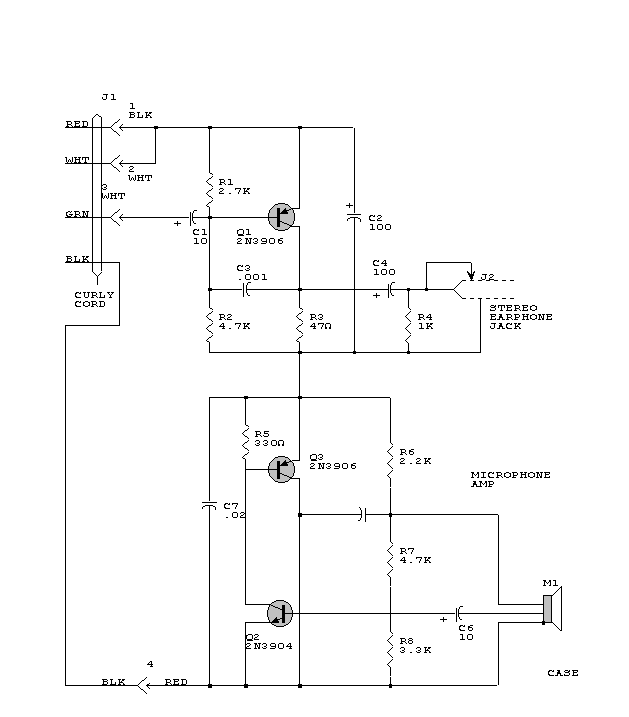 J1
1
BLK
RED
WHT
2
WHT
3
WHT
GRN
BLK
CURLY
CORD
R1
2.7K
+
C1
10
Q1
2N3906
+
C2
100
C3
.001
C4
100
+
J2
STEREO
EARPHONE
JACK
R2
4.7K
R3
47Ω
R4
1K
R5
330Ω
Q3
2N3906
R6
2.2K
MICROPHONE
AMP
C7
.02
R7
4.7K
M1
+
C6
10
Q2
2N3904
R8
3.3K
4
BLK
RED
CASE